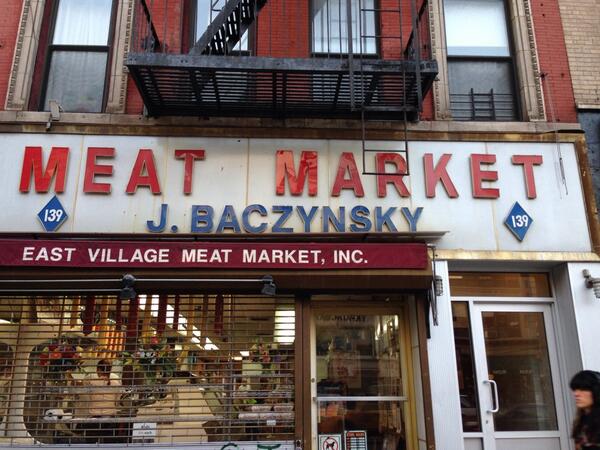 MEAT MARKET
139
J. BACZYNSKY
139
EAST VILLAGE MEAT MARKET, INC.